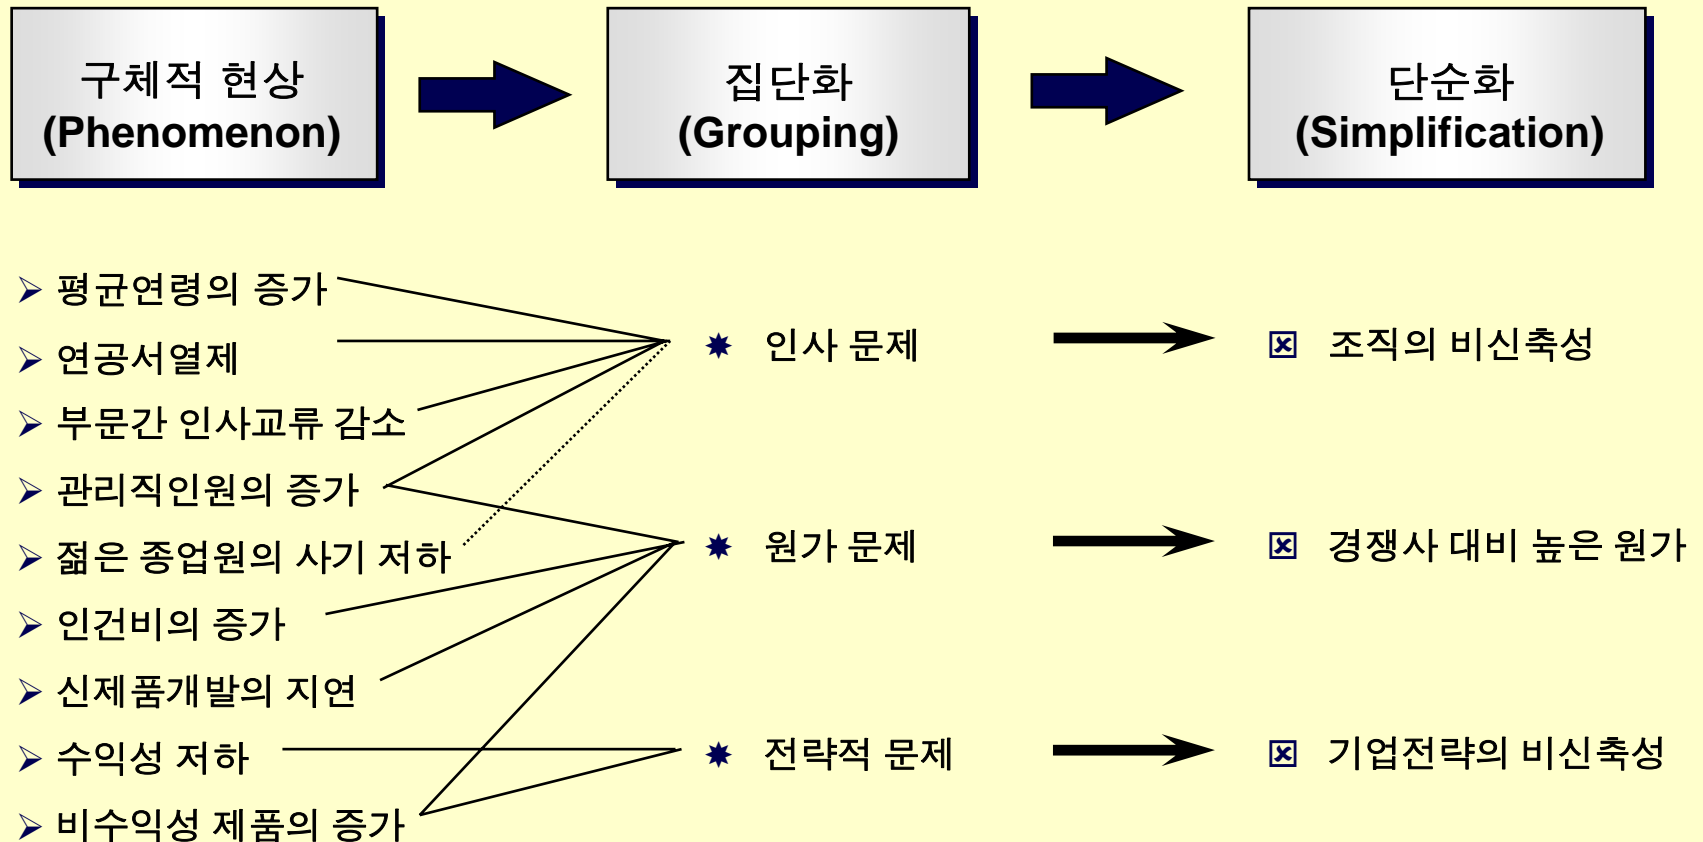 구체적 현상
(Phenomenon)
집단화
(Grouping)
단순화
(Simplification)
평균연령의 증가
연공서열제
부문간 인사교류 감소
관리직인원의 증가
젊은 종업원의 사기 저하
인건비의 증가
신제품개발의 지연
수익성 저하
비수익성 제품의 증가
인사 문제
원가 문제
전략적 문제
조직의 비신축성
경쟁사 대비 높은 원가
기업전략의 비신축성